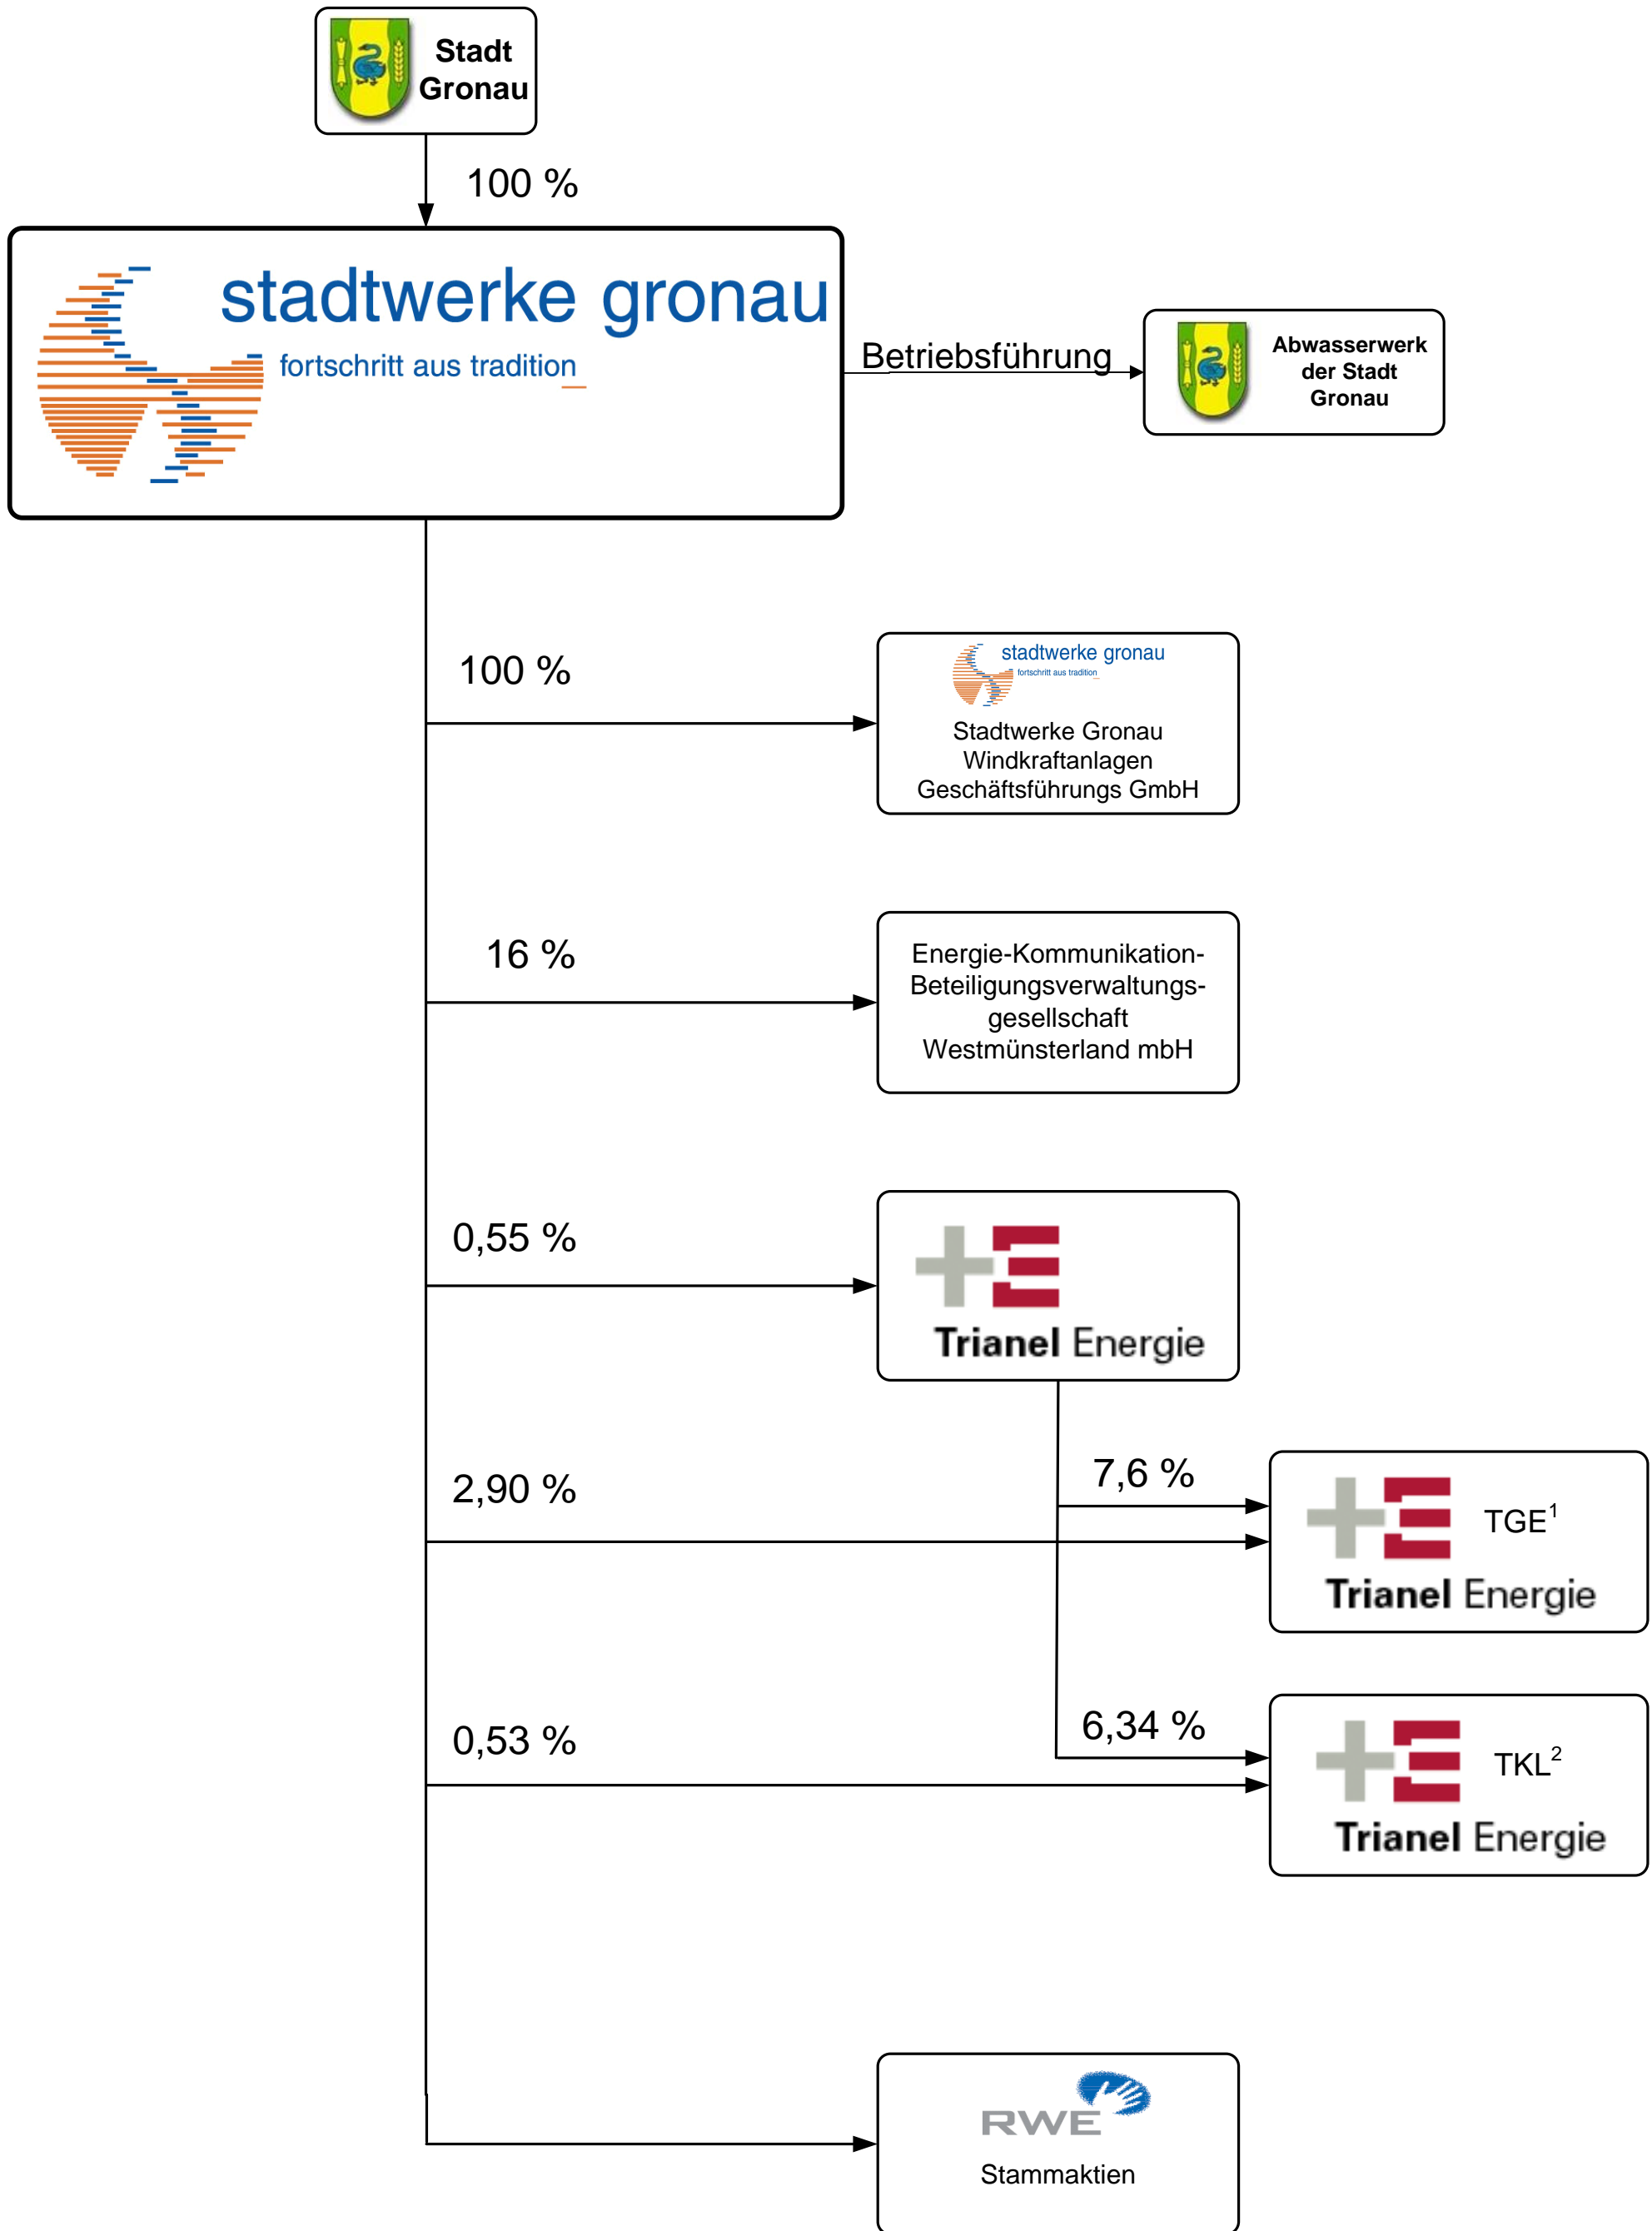 Stadt
Gronau
100 %
stadtwerke gronau
fortschritt aus tradition
Betriebsführung
Abwasserwerk
der Stadt
Gronau
100 %
stadtwerke gronau
fortschritt aus tradition
Stadtwerke Gronau
Windkraftanlagen
Geschäftsführungs GmbH
16 %
Energie-Kommunikation-
Beteiligungsverwaltungs-
gesellschaft
Westmünsterland mbH
0,55 %
Trianel Energie
2,90 %
7,6 %
TGE¹
Trianel Energie
0,53 %
6,34 %
TKL²
Trianel Energie
RWE
Stammaktien